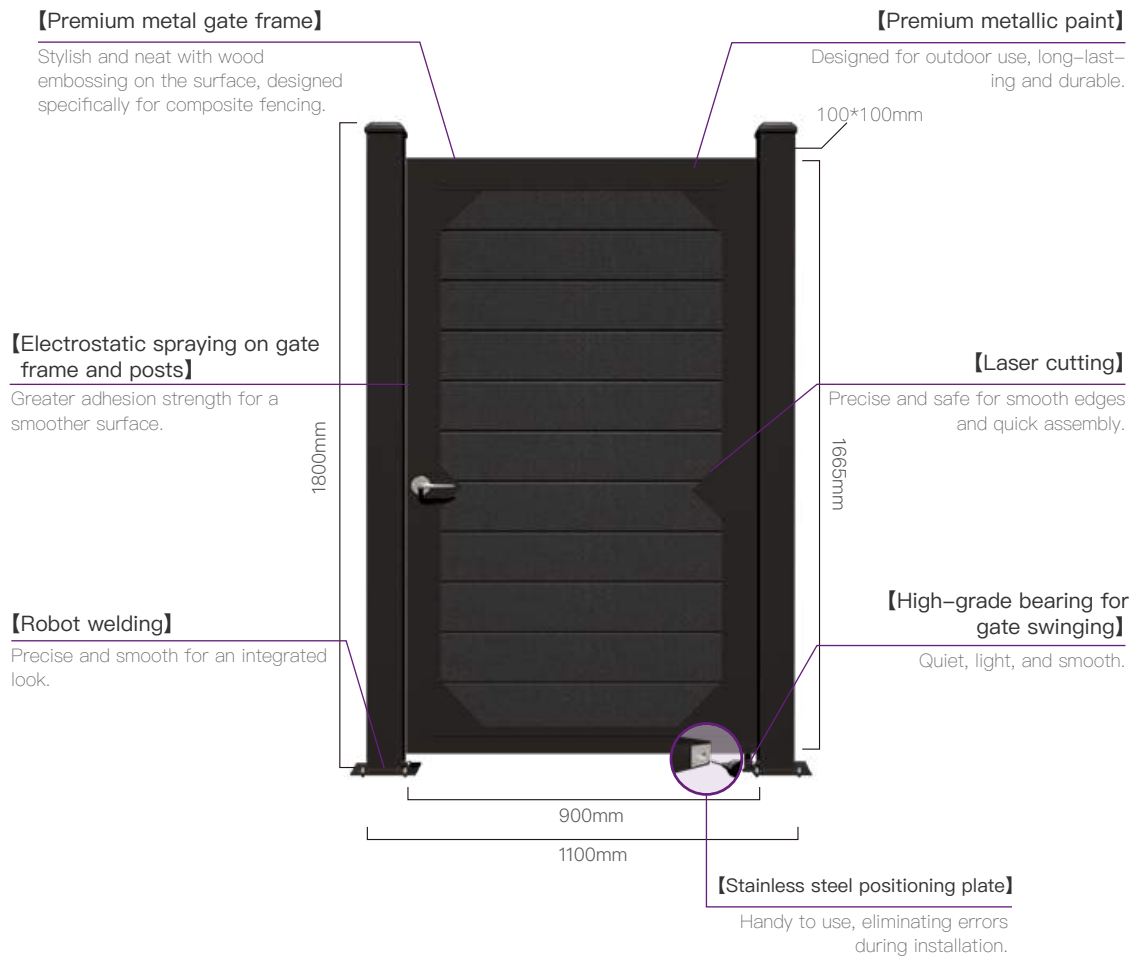 【Premium metal gate frame】
Stylish and neat with wood
embossing on the surface, designed
specifically for composite fencing.
【Premium metallic paint】
Designed for outdoor use, long-last-
ing and durable.
100*100mm
【Electrostatic spraying on gate
frame and posts】
Greater adhesion strength for a
smoother surface.
1800mm
【Laser cutting】
Precise and safe for smooth edges
and quick assembly.
1665mm
【Robot welding】
Precise and smooth for an integrated
look.
【High-grade bearing for
gate swinging】
Quiet, light, and smooth.
900mm
1100mm
【Stainless steel positioning plate】
Handy to use, eliminating errors
during installation.